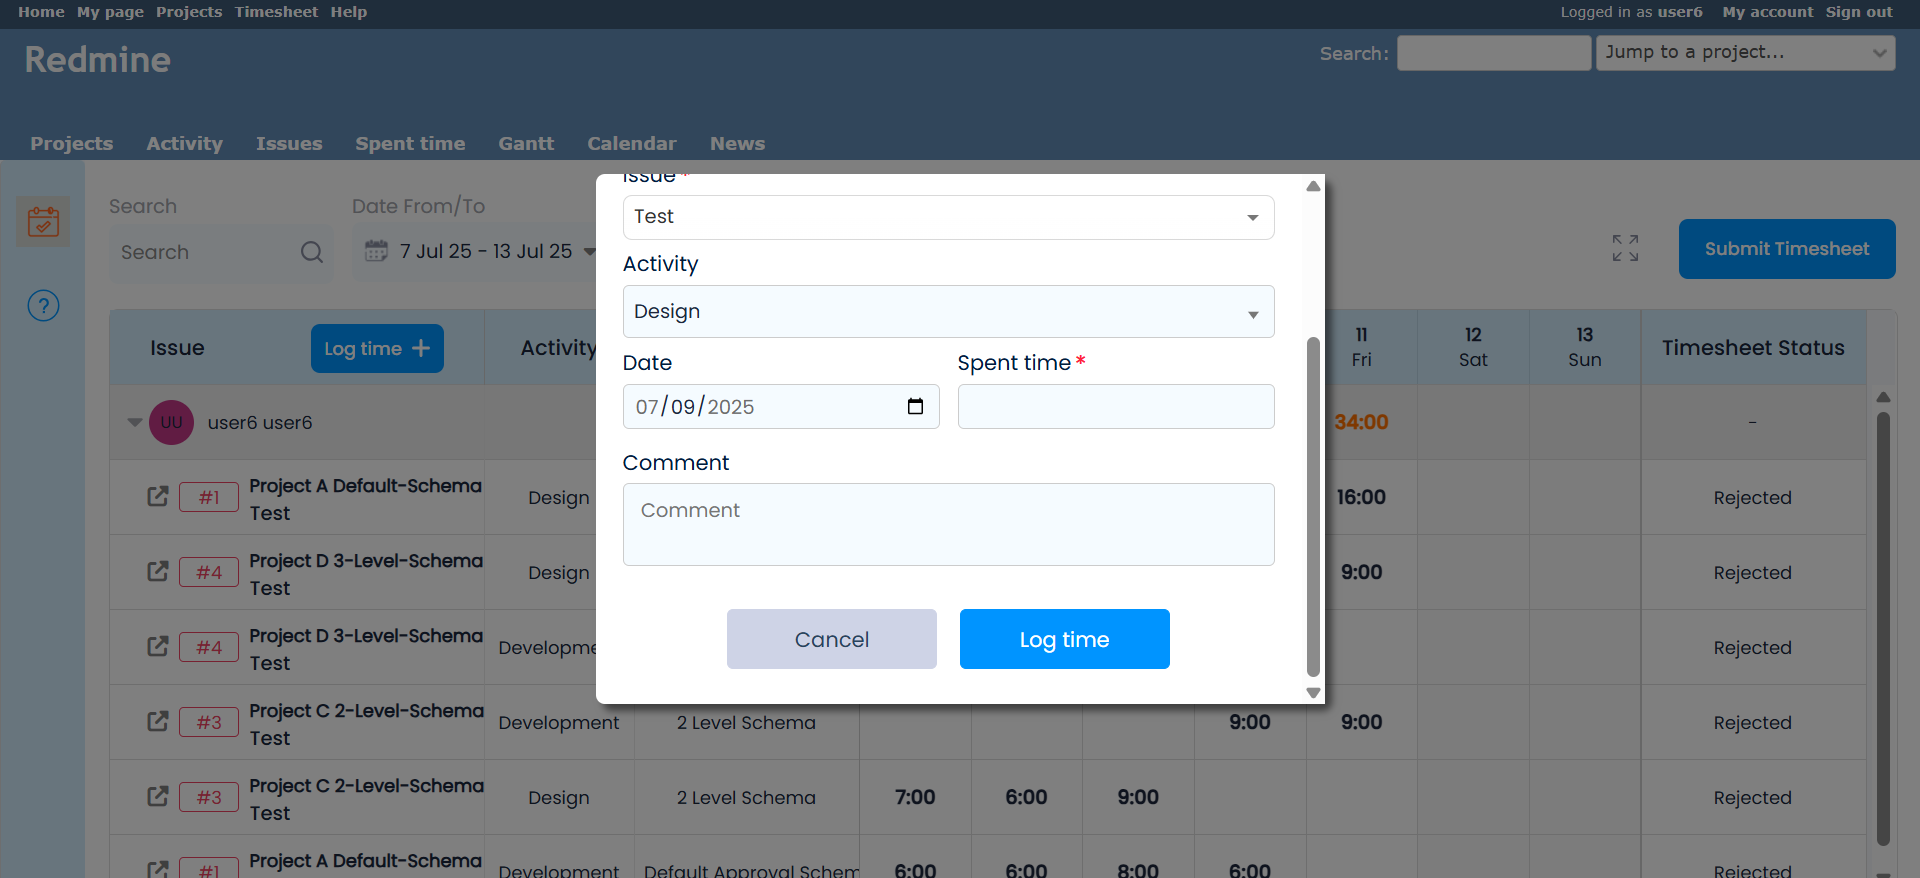 Home My page Projects Timesheet Help
Logged in as user6 My account Sign out
Redmine
Search: Jump to a project...
Projects Activity Issues Spent time Gantt Calendar News
Search
Date From/To
Search
7 Jul 25 - 13 Jul 25
Submit Timesheet
Issue
Log time +
Activity
11
Fri
12
Sat
13
Sun
Timesheet Status
UU user6 user6
34:00
-
#1 Project A Default-Schema
Test
Design
16:00
Rejected
#4 Project D 3-Level-Schema
Test
Design
9:00
Rejected
#4 Project D 3-Level-Schema
Test
Developme
Rejected
#3 Project C 2-Level-Schema
Test
Development
2 Level Schema
9:00
9:00
Rejected
#3 Project C 2-Level-Schema
Test
Design
2 Level Schema
7:00
6:00
9:00
Rejected
#1 Project A Default-Schema
Development
Default Approval Schem
6:00
6:00
8:00
6:00
Rejected
Issue *
Test
Activity
Design
Date
Spent time *
07/09/2025
Comment
Comment
Cancel
Log time
?